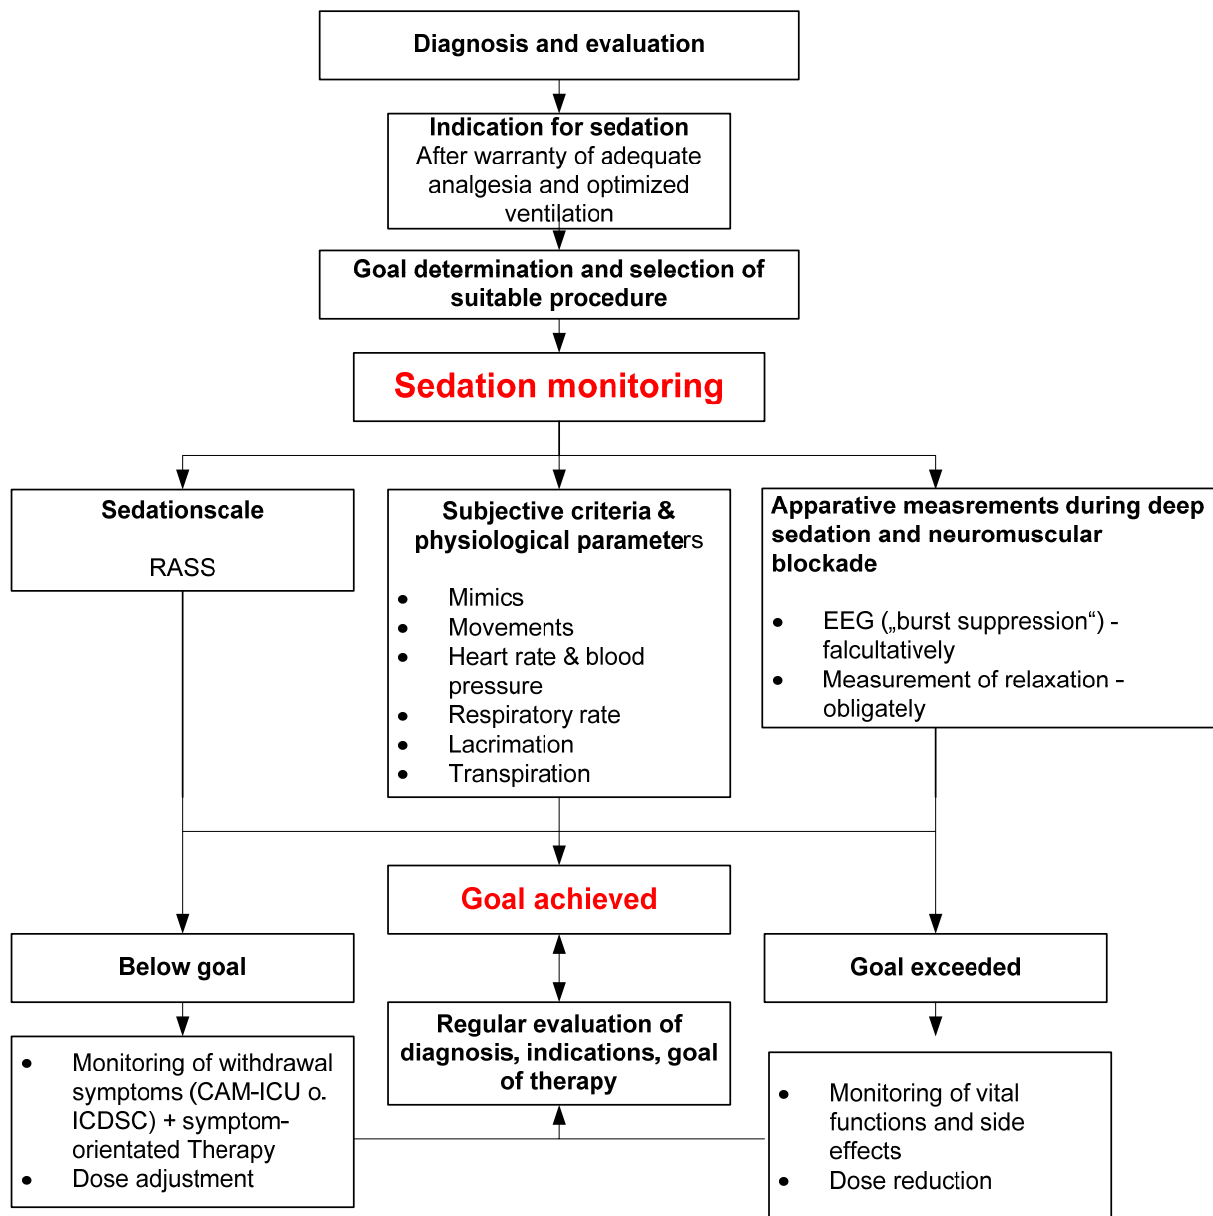 Diagnosis and evaluation
Indication for sedation
After warranty of adequate
analgesia and optimized
ventilation
Goal determination and selection of
suitable procedure
Sedation monitoring
Sedationscale
RASS
Subjective criteria &
physiological parameters
• Mimics
• Movements
• Heart rate & blood
pressure
• Respiratory rate
• Lacrimation
• Transpiration
Apparative measrements during deep
sedation and neuromuscular
blockade
• EEG („burst suppression“) -
falcultatively
• Measurement of relaxation -
obligately
Goal achieved
Below goal
Goal exceeded
Regular evaluation of
diagnosis, indications, goal
of therapy
• Monitoring of withdrawal
symptoms (CAM-ICU o.
ICDSC) + symptom-
orientated Therapy
• Dose adjustment
• Monitoring of vital
functions and side
effects
• Dose reduction